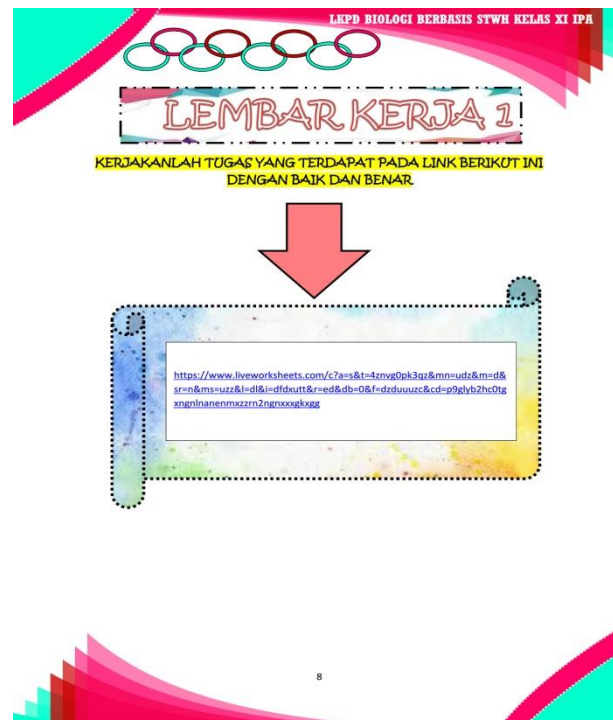 LKPD BIOLOGI BERBASIS STWH KELAS XI IPA
LEMBAR KERJA 1
KERJAKANLAH TUGAS YANG TERDAPAT PADA LINK BERIKUT INI
DENGAN BAIK DAN BENAR
https://www.liveworksheets.com/c?a=s&t=4znvg0pk3qz&mn=udz&m=d&
sr=n&ms=uzz&l=dl&i=dfdxutt&r=ed&db=0&f=dzduuuzc&cd=p9glyb2hc0tg
xngnlnanenmxzzrn2ngnxxxgkxgg
8